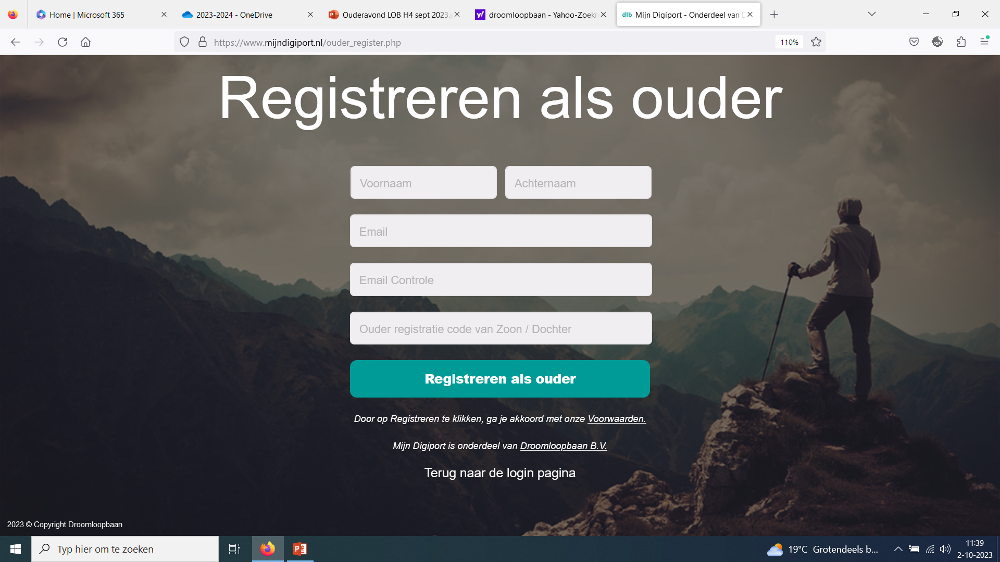 Home | Microsoft 365
2023-2024 - OneDrive
Ouderavond LOB H4 sept 2023.p
droomloopbaan - Yahoo-Zoekre
dlb Mijn Digiport - Onderdeel van D
https://www.mijndigiport.nl/ouder_register.php
110%
PDF
Registreren als ouder
Voornaam
Achternaam
Email
Email Controle
Ouder registratie code van Zoon / Dochter
Registreren als ouder
Door op Registreren te klikken, ga je akkoord met onze Voorwaarden.
Mijn Digiport is onderdeel van Droomloopbaan B.V.
Terug naar de login pagina
2023 © Copyright Droomloopbaan
Typ hier om te zoeken
19°C Grotendeels b...
11:39
2-10-2023